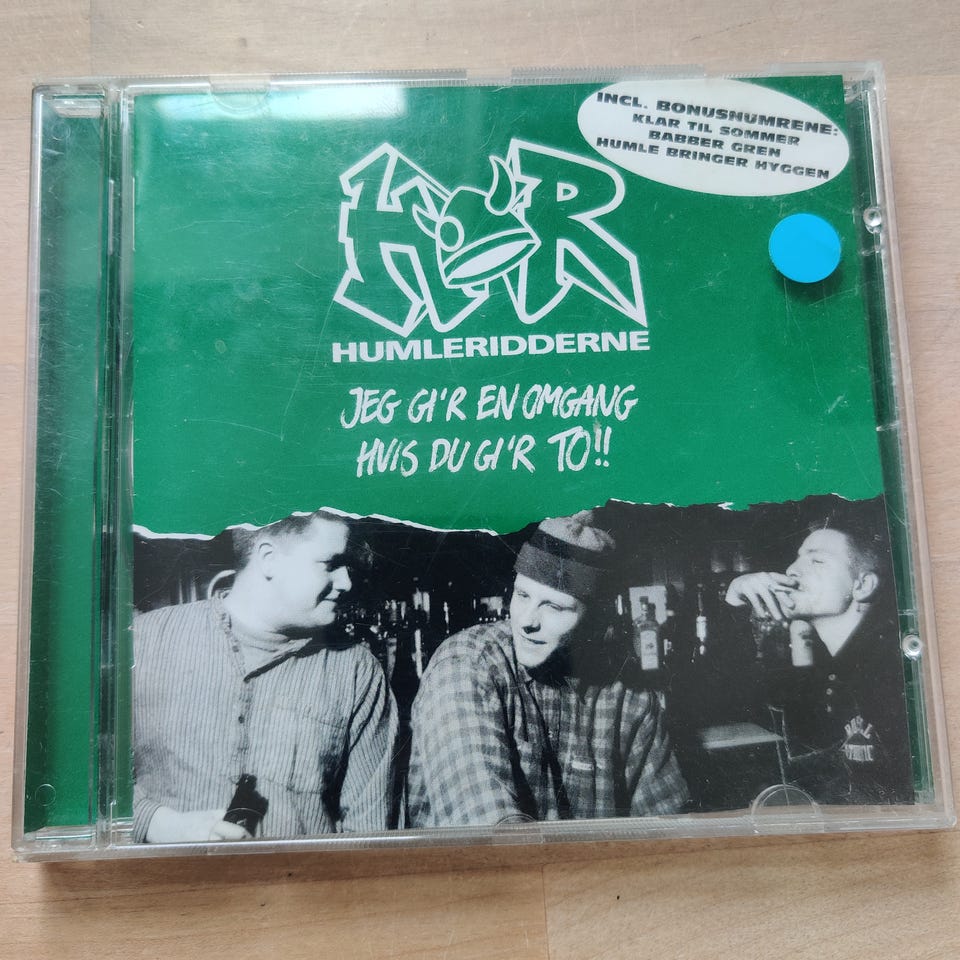 INCL. BONUSNUMRENE:
KLAR TIL SOMMER
BABBER GREN
HUMLE BRINGER HYGGEN
HR
HUMLERIDDERNE
JEG GI'R EN OMGANG
HVIS DU GI'R TO!!